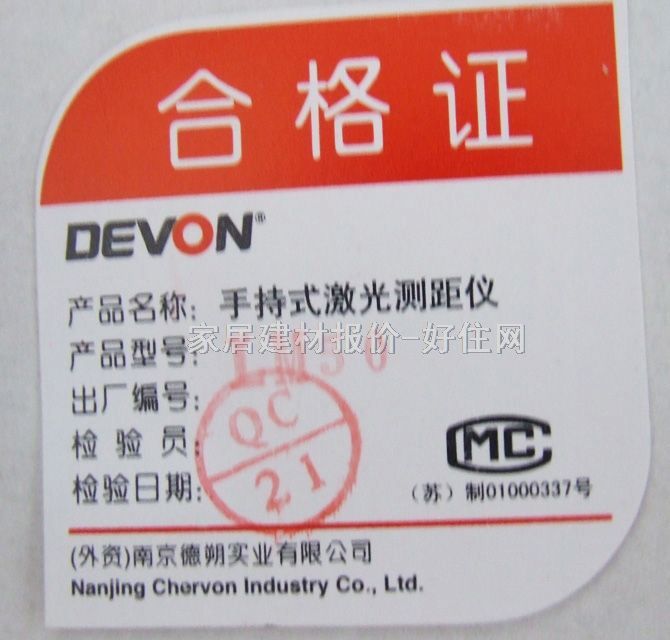 合格证
DEVON®
产品名称：手持式激光测距仪
家居建材报价-好住网
产品型号：LM50
出厂编号：
检验员：
QC
21
检验日期：
MC
（苏）制01000337号
(外资)南京德朔实业有限公司
Nanjing Chervon Industry Co., Ltd.